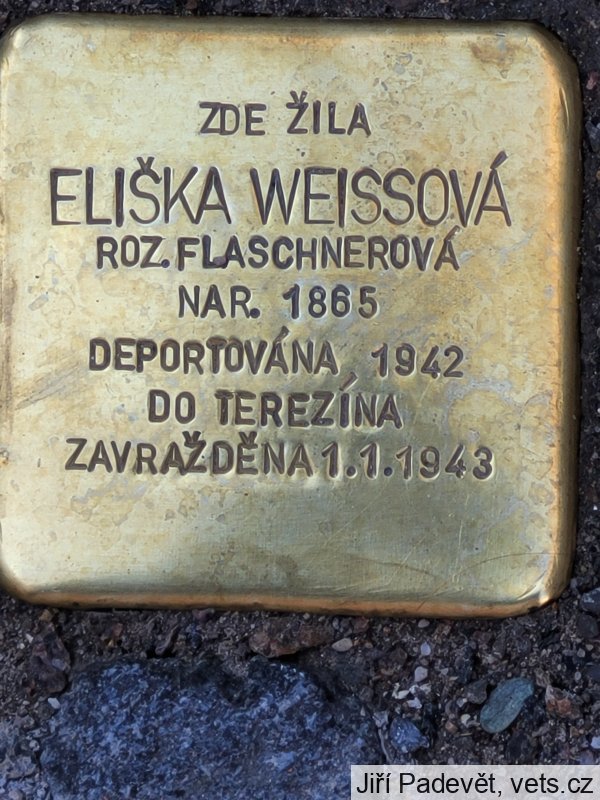 ZDE ŽILA
ELIŠKA WEISSOVÁ
ROZ. FLASCHNEROVÁ
NAR. 1865
DEPORTOVÁNA 1942
DO TEREZÍNA
ZAVRAŽDĚNA 1.1.1943
Jiří Padevět, vets.cz